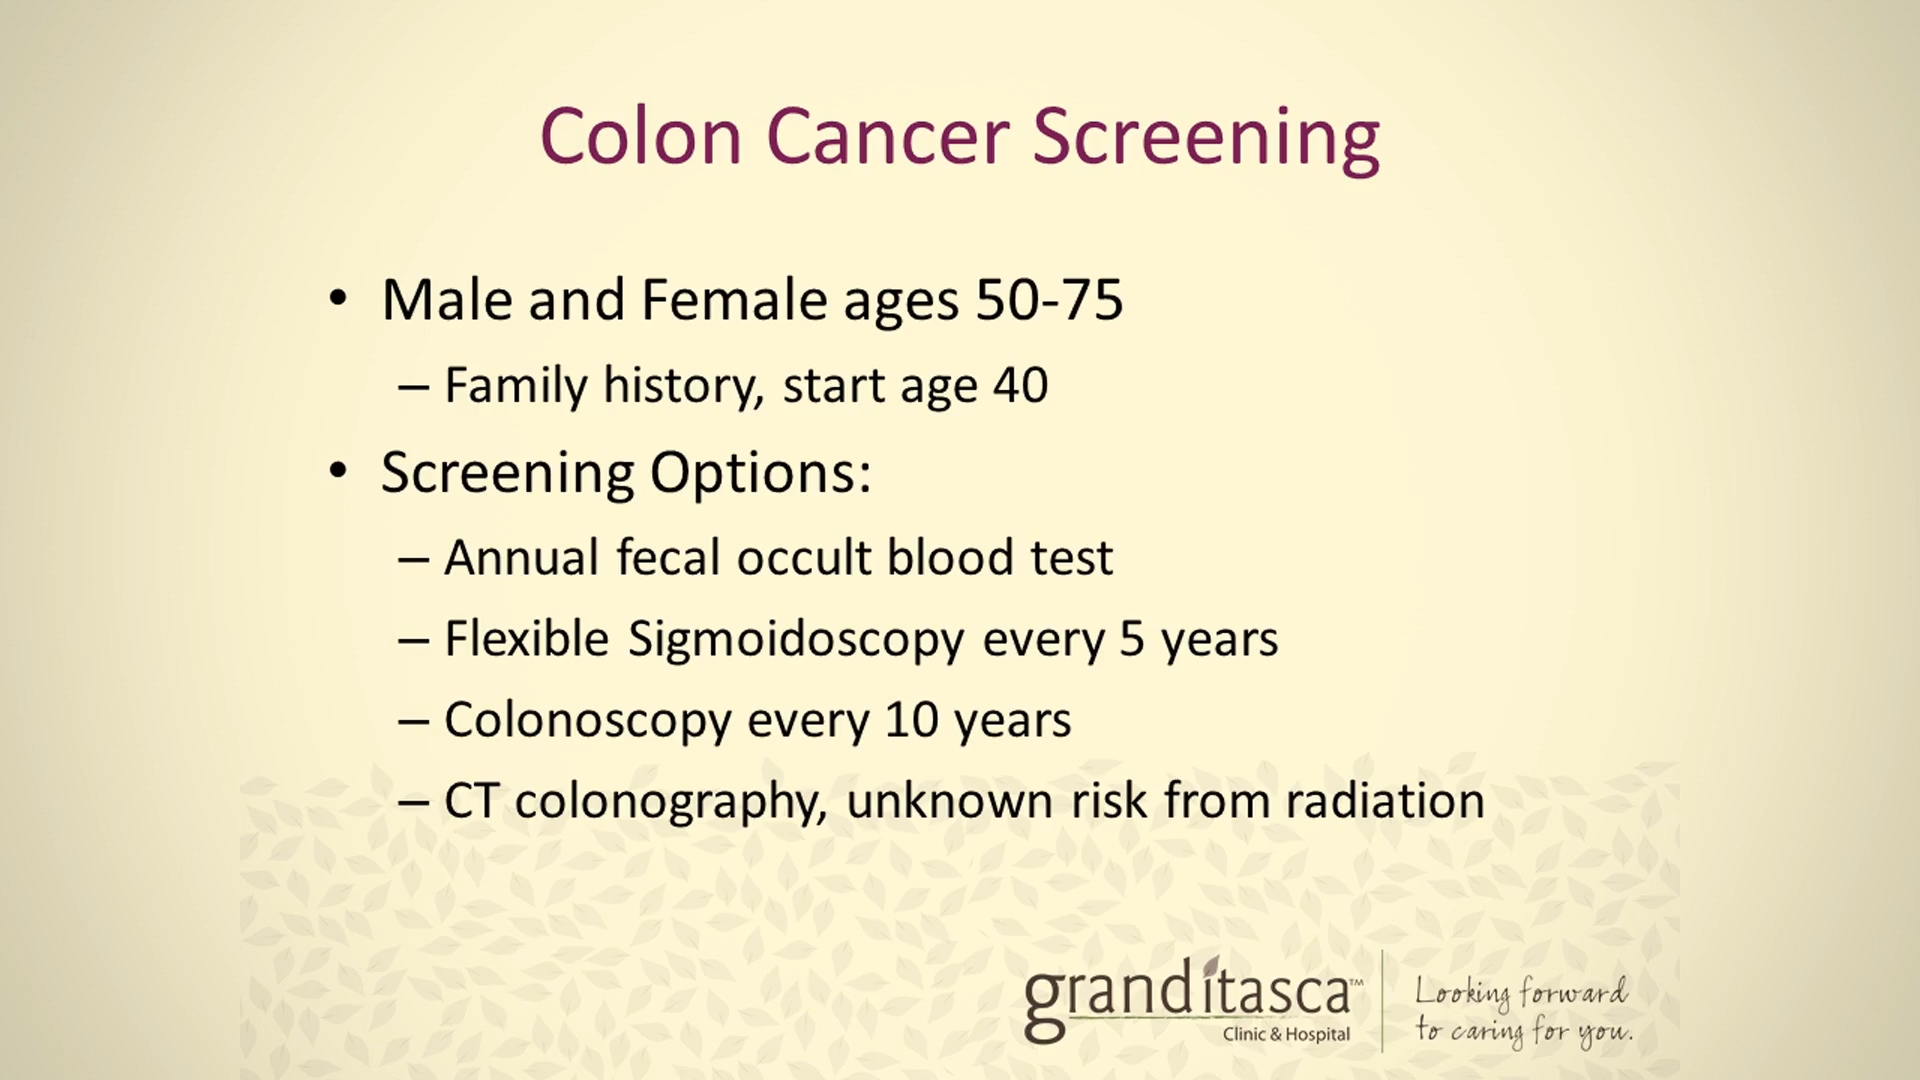 Colon Cancer Screening
• Male and Female ages 50-75
– Family history, start age 40
• Screening Options:
– Annual fecal occult blood test
– Flexible Sigmoidoscopy every 5 years
– Colonoscopy every 10 years
– CT colonography, unknown risk from radiation
grand itasca™
Clinic & Hospital
Looking forward
to caring for you.